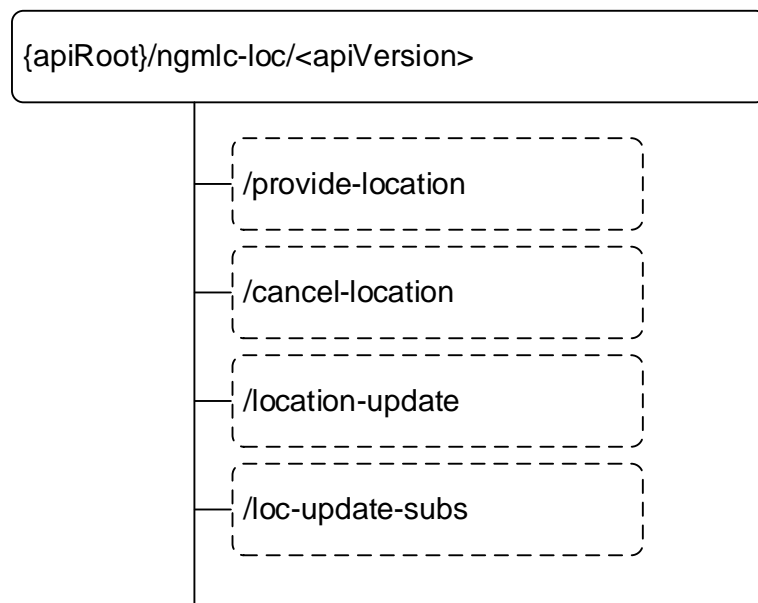 {apiRoot}/ngmlc-loc/<apiVersion>
/provide-location
/cancel-location
/location-update
/loc-update-subs